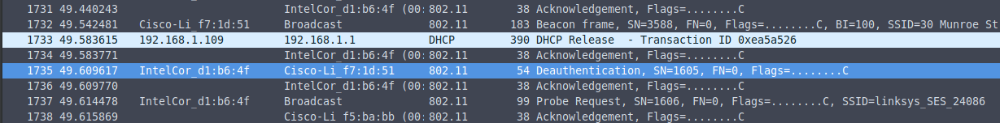 1731 49.440243 IntelCor_d1:b6:4f (00: 802.11 38 Acknowledgement, Flags=........C
1732 49.542481 Cisco-Li_f7:1d:51 Broadcast 802.11 183 Beacon frame, SN=3588, FN=0, Flags=........C, BI=100, SSID=30 Munroe St
1733 49.583615 192.168.1.109 192.168.1.1 DHCP 390 DHCP Release - Transaction ID 0xea5a526
1734 49.583771 IntelCor_d1:b6:4f (00: 802.11 38 Acknowledgement, Flags=........C
1735 49.609617 IntelCor_d1:b6:4f Cisco-Li_f7:1d:51 802.11 54 Deauthentication, SN=1605, FN=0, Flags=........C
1736 49.609770 IntelCor_d1:b6:4f (00: 802.11 38 Acknowledgement, Flags=........C
1737 49.614478 IntelCor_d1:b6:4f Broadcast 802.11 99 Probe Request, SN=1606, FN=0, Flags=........C, SSID=linksys_SES_24086
1738 49.615869 Cisco-Li_f5:ba:bb (00: 802.11 38 Acknowledgement, Flags=........C